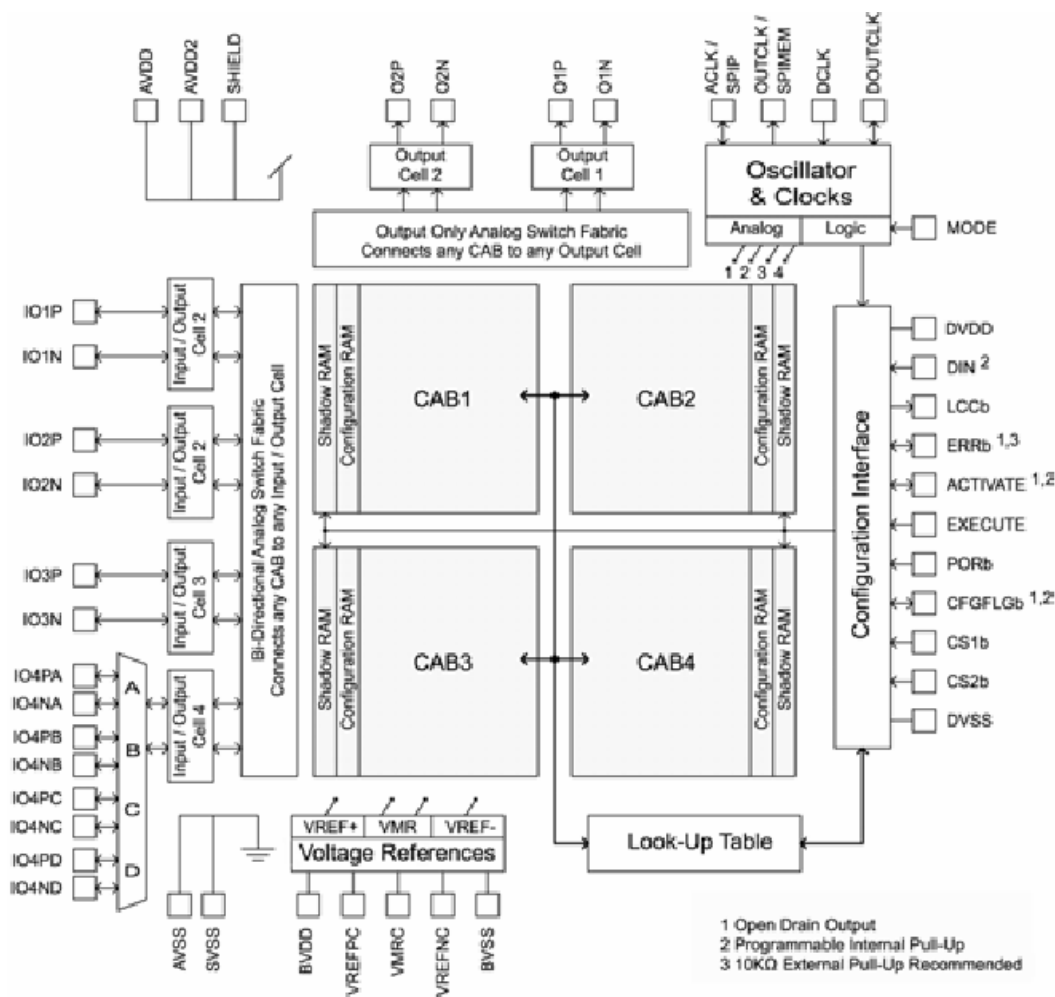 AVDD
AVDD2
SHIELD
O2P
O2N
O1P
O1N
ACLK /
SPIP
OUTCLK /
SPIMEM
DCLK
DOUTCLK
Output
Cell 2
Output
Cell 1
Oscillator
& Clocks
Analog
Logic
MODE
Output Only Analog Switch Fabric
Connects any CAB to any Output Cell
1 2 3 4
IO1P
IO1N
IO2P
IO2N
IO3P
IO3N
IO4PA
IO4NA
IO4PB
IO4NB
IO4PC
IO4NC
IO4PD
IO4ND
A
B
C
D
Input / Output
Cell 2
Input / Output
Cell 2
Input / Output
Cell 3
Input / Output
Cell 4
Bi-Directional Analog Switch Fabric
Connects any CAB to any Input / Output Cell
Shadow RAM
Configuration RAM
CAB1
CAB2
Configuration RAM
Shadow RAM
Shadow RAM
Configuration RAM
CAB3
CAB4
Configuration RAM
Shadow RAM
Configuration Interface
DVDD
DIN 2
LCCb
ERRb 1,3
ACTIVATE 1,2
EXECUTE
PORb
CFGFLGb 1,2
CS1b
CS2b
DVSS
VREF+
VMR
VREF-
Voltage References
Look-Up Table
AVSS
SVSS
BVDD
VREFPC
VMRC
VREFNC
BVSS
1 Open Drain Output
2 Programmable Internal Pull-Up
3 10KΩ External Pull-Up Recommended